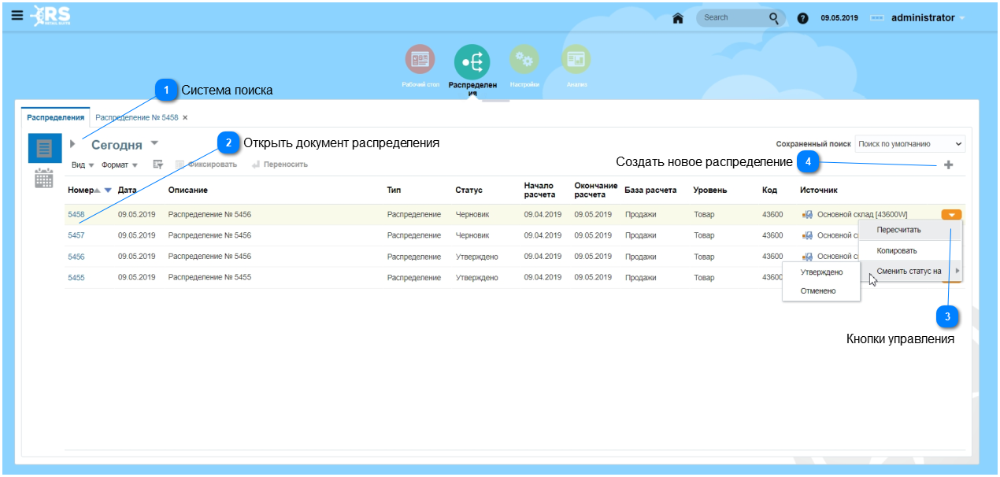 RS
RETAIL SUITE
Search
?
09.05.2019
administrator
Рабочий стол
Распределен
ия
Настройки
Анализ
1 Система поиска
Распределения
Распределение № 5458 ×
Сегодня
2 Открыть документ распределения
Сохраненный поиск
Поиск по умолчанию
Вид
Формат
Фиксировать
Переносить
Создать новое распределение 4
Номер Дата Описание Тип Статус Начало расчета Окончание расчета База расчета Уровень Код Источник
5458 09.05.2019 Распределение № 5456 Распределение Черновик 09.04.2019 09.05.2019 Продажи Товар 43600 Основной склад [43600W]
5457 09.05.2019 Распределение № 5456 Распределение Черновик 09.04.2019 09.05.2019 Продажи Товар 43600 Основной с
5456 09.05.2019 Распределение № 5456 Распределение Утверждено 09.04.2019 09.05.2019 Продажи Товар 43600 Основной с
5455 09.05.2019 Распределение № 5455 Распределение Утверждено 09.04.2019 09.05.2019 Продажи Товар 43600
Пересчитать
Копировать
Сменить статус на
Утверждено
Отменено
3
Кнопки управления